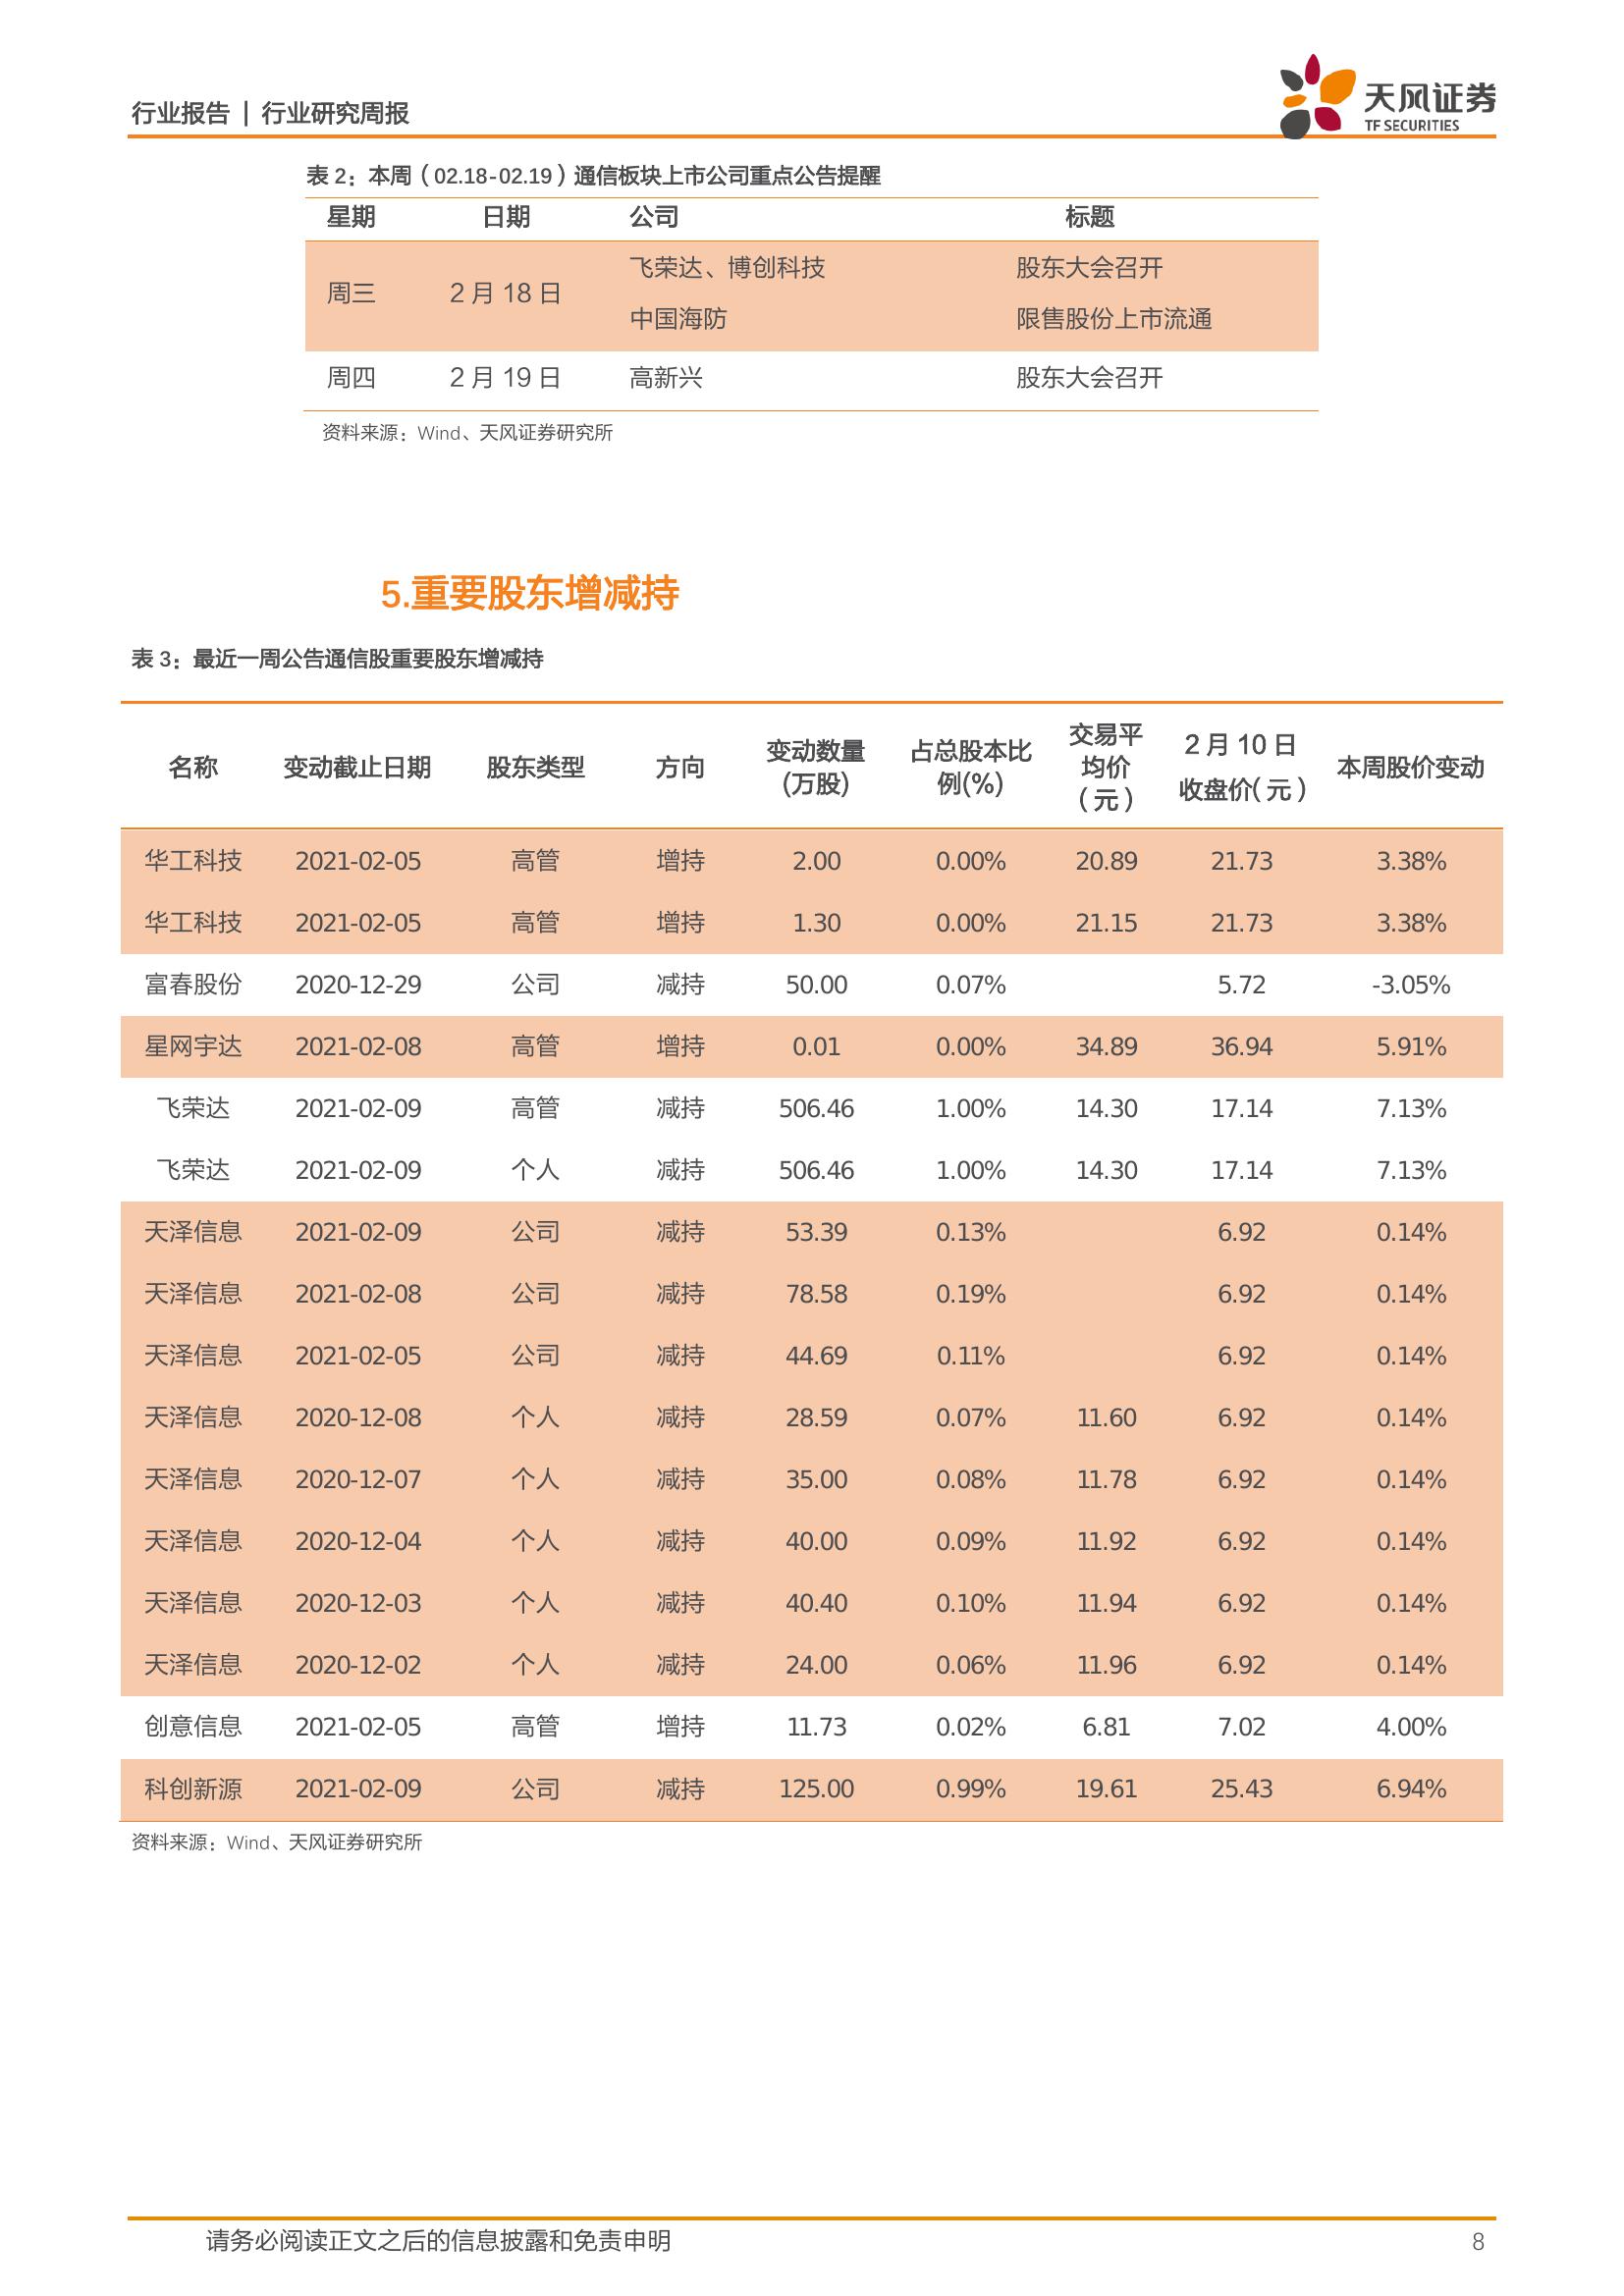 行业报告 | 行业研究周报
天风证券
TF SECURITIES
表 2：本周（02.18-02.19）通信板块上市公司重点公告提醒
星期 日期 公司 标题
飞荣达、博创科技 股东大会召开
周三 2 月 18 日
中国海防 限售股份上市流通
周四 2 月 19 日 高新兴 股东大会召开
资料来源：Wind、天风证券研究所
5.重要股东增减持
表 3：最近一周公告通信股重要股东增减持
名称 变动截止日期 股东类型 方向 变动数量(万股) 占总股本比例(%) 交易平均价（元） 2 月 10 日收盘价(元) 本周股价变动
华工科技 2021-02-05 高管 增持 2.00 0.00% 20.89 21.73 3.38%
华工科技 2021-02-05 高管 增持 1.30 0.00% 21.15 21.73 3.38%
富春股份 2020-12-29 公司 减持 50.00 0.07% 5.72 -3.05%
星网宇达 2021-02-08 高管 增持 0.01 0.00% 34.89 36.94 5.91%
飞荣达 2021-02-09 高管 减持 506.46 1.00% 14.30 17.14 7.13%
飞荣达 2021-02-09 个人 减持 506.46 1.00% 14.30 17.14 7.13%
天泽信息 2021-02-09 公司 减持 53.39 0.13% 6.92 0.14%
天泽信息 2021-02-08 公司 减持 78.58 0.19% 6.92 0.14%
天泽信息 2021-02-05 公司 减持 44.69 0.11% 6.92 0.14%
天泽信息 2020-12-08 个人 减持 28.59 0.07% 11.60 6.92 0.14%
天泽信息 2020-12-07 个人 减持 35.00 0.08% 11.78 6.92 0.14%
天泽信息 2020-12-04 个人 减持 40.00 0.09% 11.92 6.92 0.14%
天泽信息 2020-12-03 个人 减持 40.40 0.10% 11.94 6.92 0.14%
天泽信息 2020-12-02 个人 减持 24.00 0.06% 11.96 6.92 0.14%
创意信息 2021-02-05 高管 增持 11.73 0.02% 6.81 7.02 4.00%
科创新源 2021-02-09 公司 减持 125.00 0.99% 19.61 25.43 6.94%
资料来源：Wind、天风证券研究所
请务必阅读正文之后的信息披露和免责申明 8